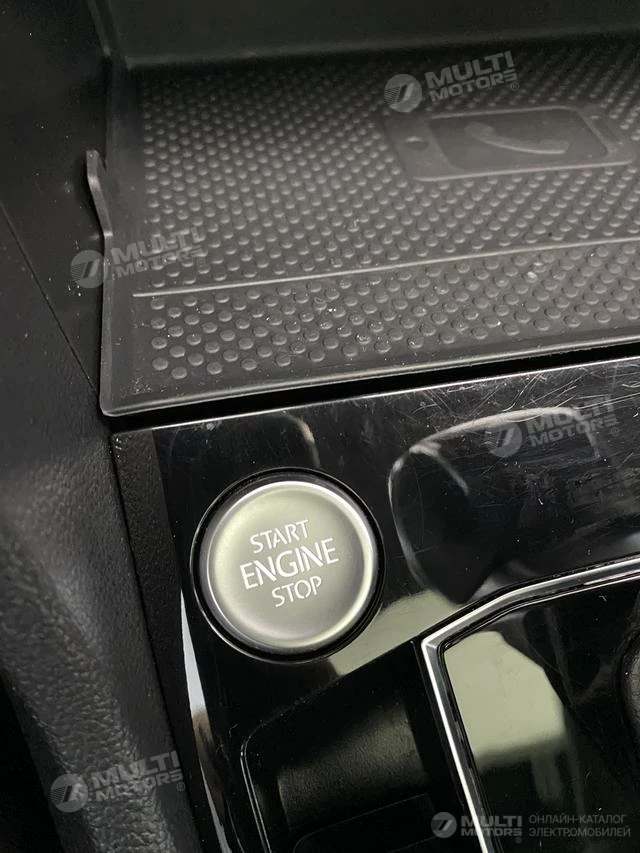 MULTI
MOTORS
MULTI
MOTORS
MULTI
MOTORS
START
ENGINE
STOP
MULTI
MOTORS
MULTI
MOTORS
ОНЛАЙН-КАТАЛОГ
ЭЛЕКТРОМОБИЛЕЙ